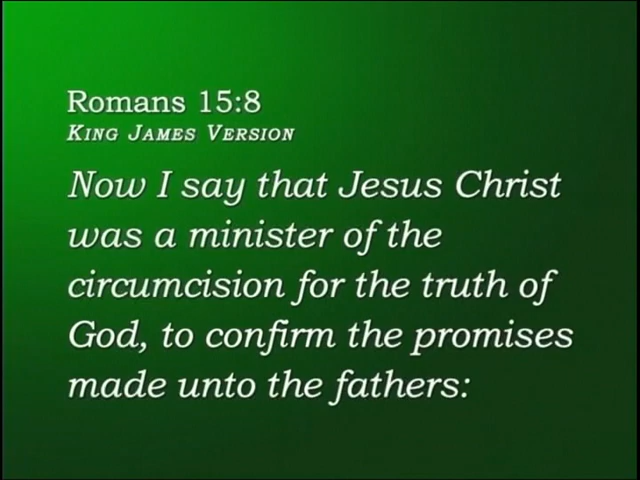 Romans 15:8
King James Version
Now I say that Jesus Christ
was a minister of the
circumcision for the truth of
God, to confirm the promises
made unto the fathers: